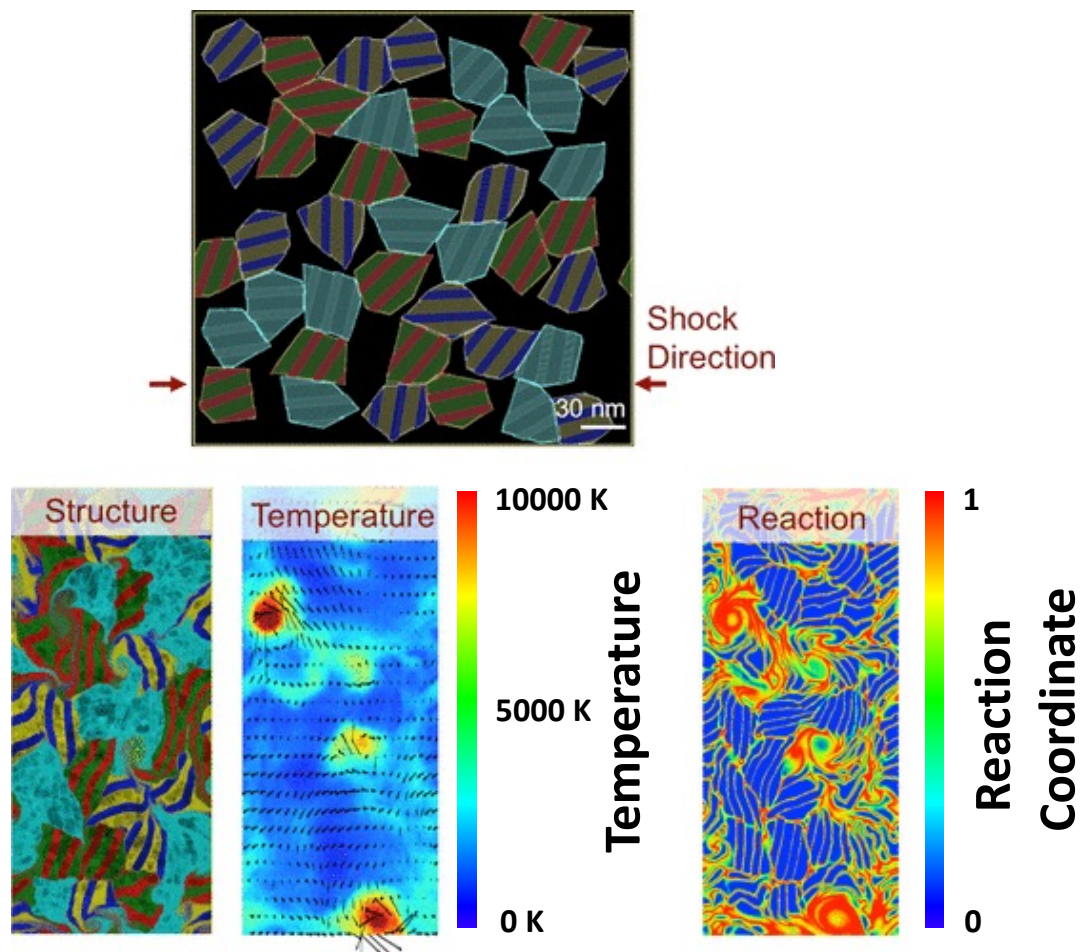 Shock
Direction
30 nm
Structure
Temperature
10000 K
5000 K
0 K
Temperature
Reaction
1
0
Reaction
Coordinate